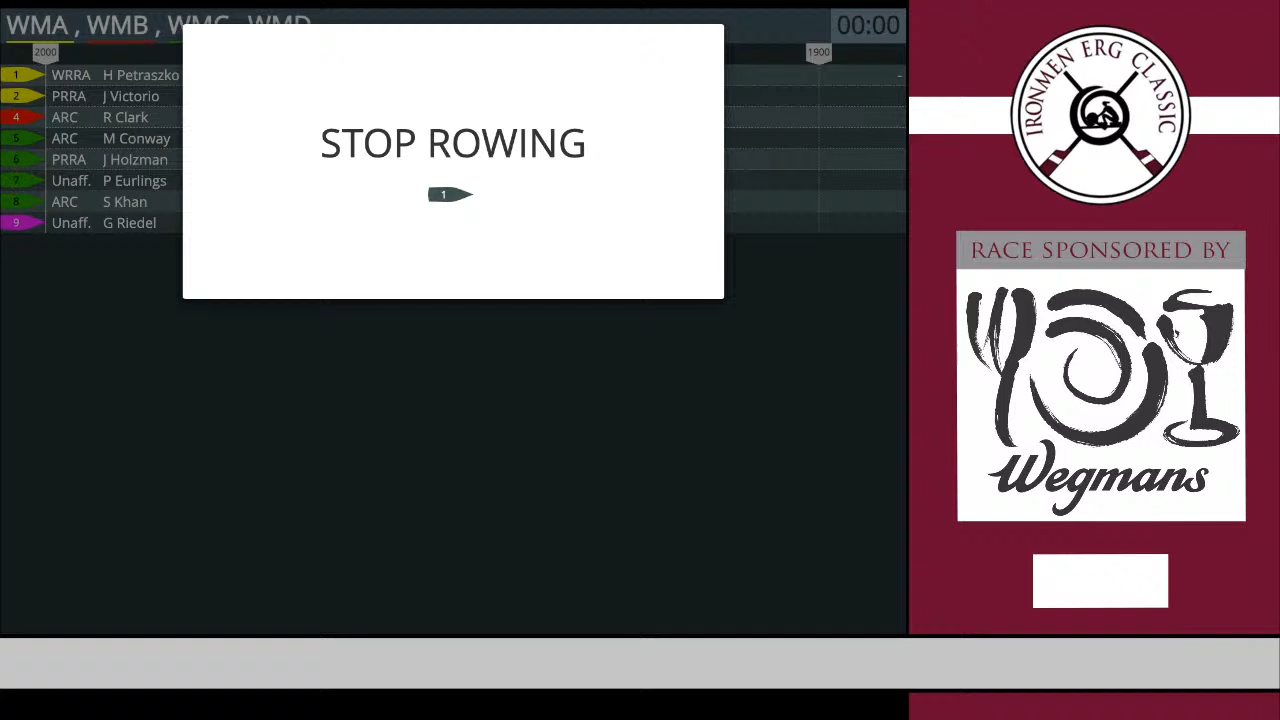 WMA , WMB , WMC , WMD
00:00
2000
1900
1 WRRA H Petraszko -
2 PRRA J Victorio
4 ARC R Clark
5 ARC M Conway
6 PRRA J Holzman
7 Unaff. P Eurlings
8 ARC S Khan
9 Unaff. G Riedel
STOP ROWING
1
IRONMEN ERG CLASSIC
RACE SPONSORED BY
Wegmans